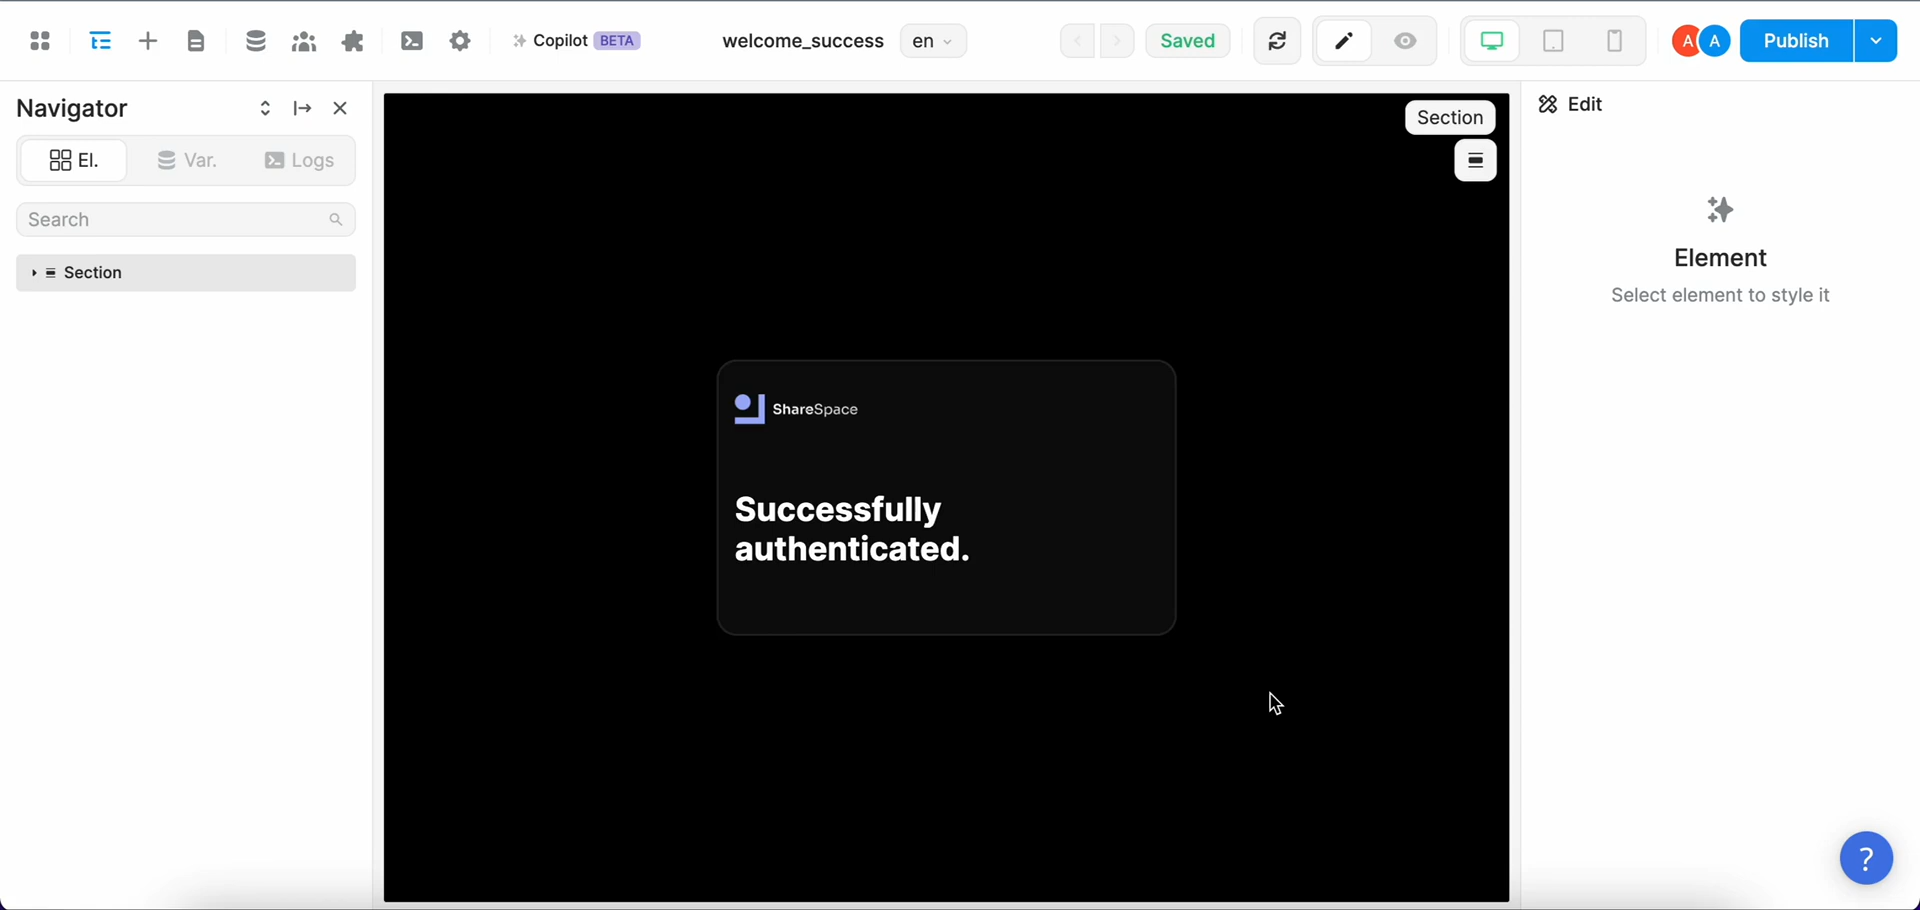 Copilot BETA
welcome_success
en
Saved
A
A
Publish
Navigator
El.
Var.
Logs
Search
Section
Section
ShareSpace
Successfully
authenticated.
Edit
Element
Select element to style it
?